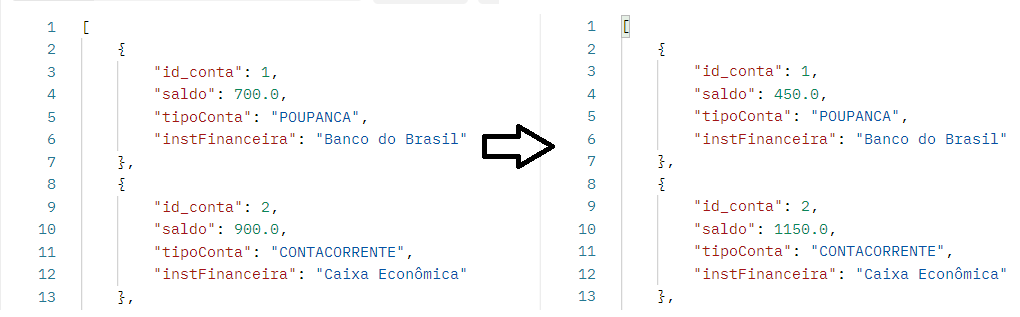 1 [
2 {
3 "id_conta": 1,
4 "saldo": 700.0,
5 "tipoConta": "POUPANCA",
6 "instFinanceira": "Banco do Brasil"
7 },
8 {
9 "id_conta": 2,
10 "saldo": 900.0,
11 "tipoConta": "CONTACORRENTE",
12 "instFinanceira": "Caixa Econômica"
13 },
1 [
2 {
3 "id_conta": 1,
4 "saldo": 450.0,
5 "tipoConta": "POUPANCA",
6 "instFinanceira": "Banco do Brasil"
7 },
8 {
9 "id_conta": 2,
10 "saldo": 1150.0,
11 "tipoConta": "CONTACORRENTE",
12 "instFinanceira": "Caixa Econômica"
13 },